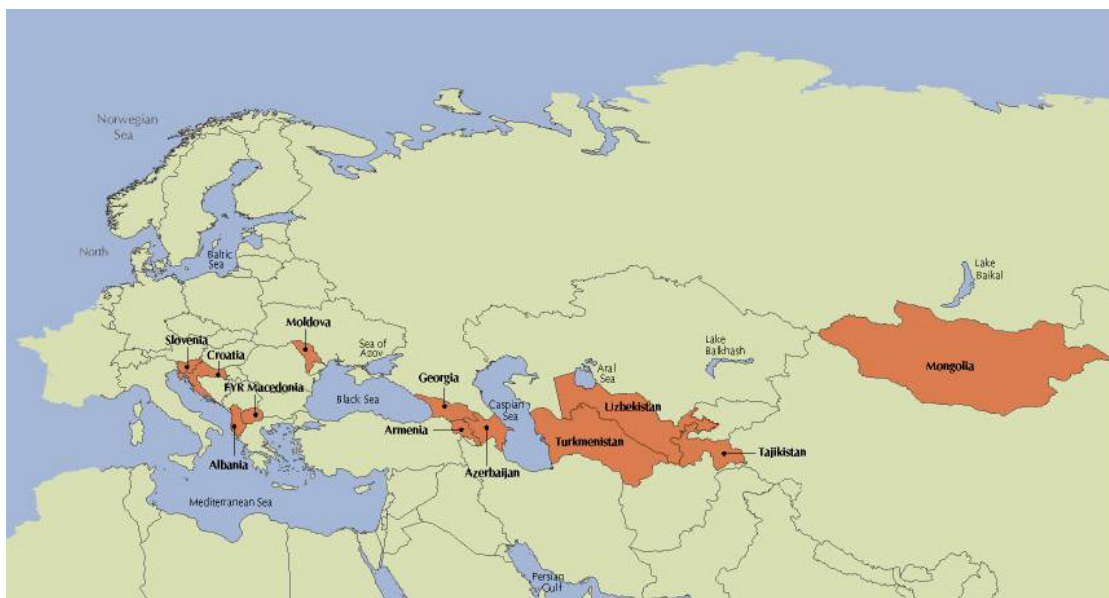 Norwegian
Sea
North
Baltic
Sea
Lake
Baikal
Moldova
Slovenia
Sea of
Azov
Croatia
Lake
Balkhash
Mongolia
Georgia
Aral
Sea
FYR Macedonia
Black Sea
Caspian
Sea
Uzbekistan
Armenia
Turkmenistan
Tajikistan
Albania
Azerbaijan
Mediterranean Sea
Persian
Gulf